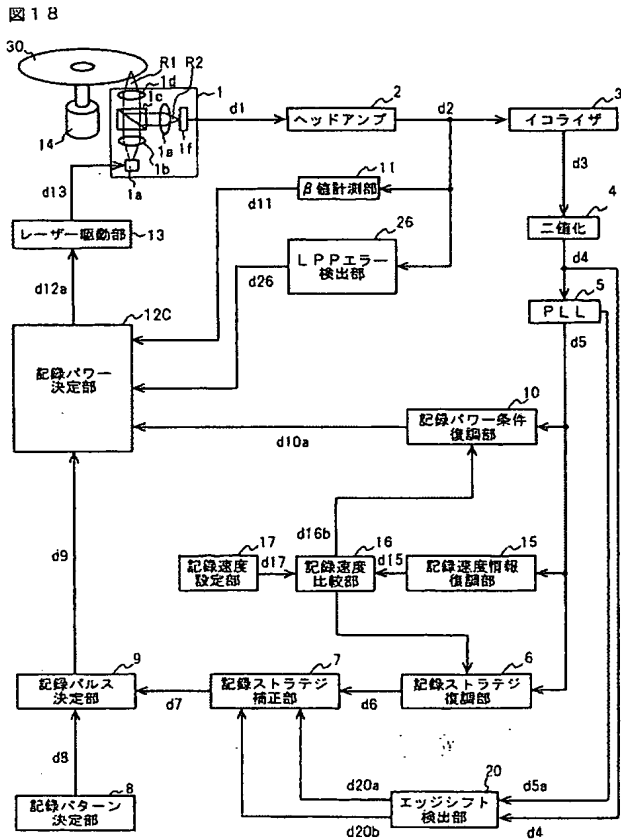 図18
30
R1
R2
1d
1
1c
1a
1f
1b
1a
14
d1
2
ヘッドアンプ
d2
3
イコライザ
d3
4
二値化
d4
5
PLL
d5
d13
レーザー駆動部
13
d12a
d11
11
β値計測部
26
LPPエラー
検出部
d26
12C
記録パワー
決定部
10
記録パワー条件
復調部
d10a
d16b
17
記録速度
設定部
d17
16
記録速度
比較部
d15
15
記録速度情報
復調部
d9
9
記録パルス
決定部
d7
7
記録ストラテジ
補正部
d6
6
記録ストラテジ
復調部
d8
8
記録パターン
決定部
d20a
d20b
20
エッジシフト
検出部
d5a
d4